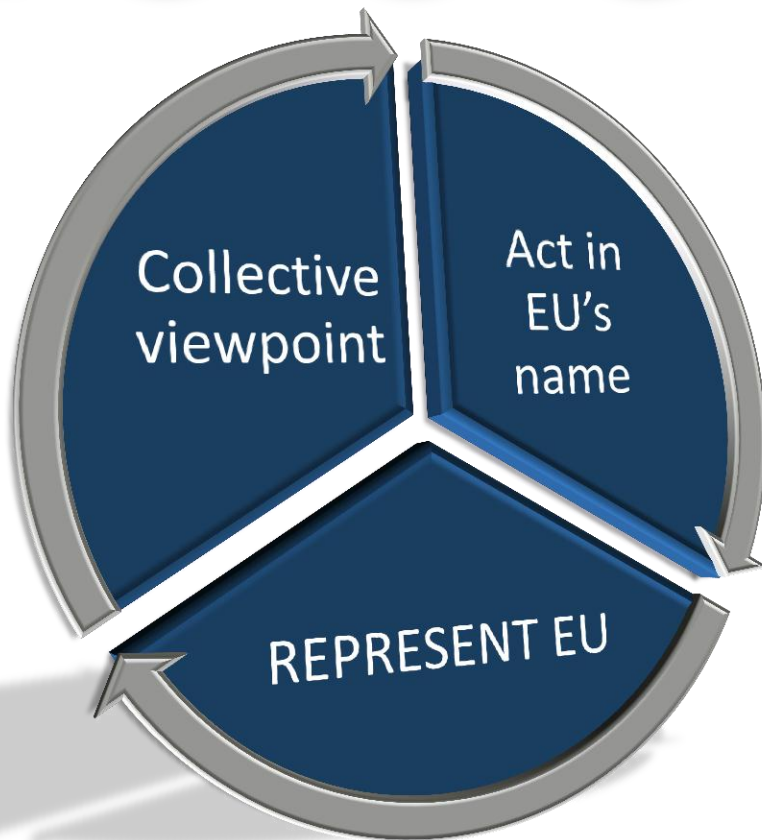 Collective
viewpoint
Act in
EU’s
name
REPRESENT EU